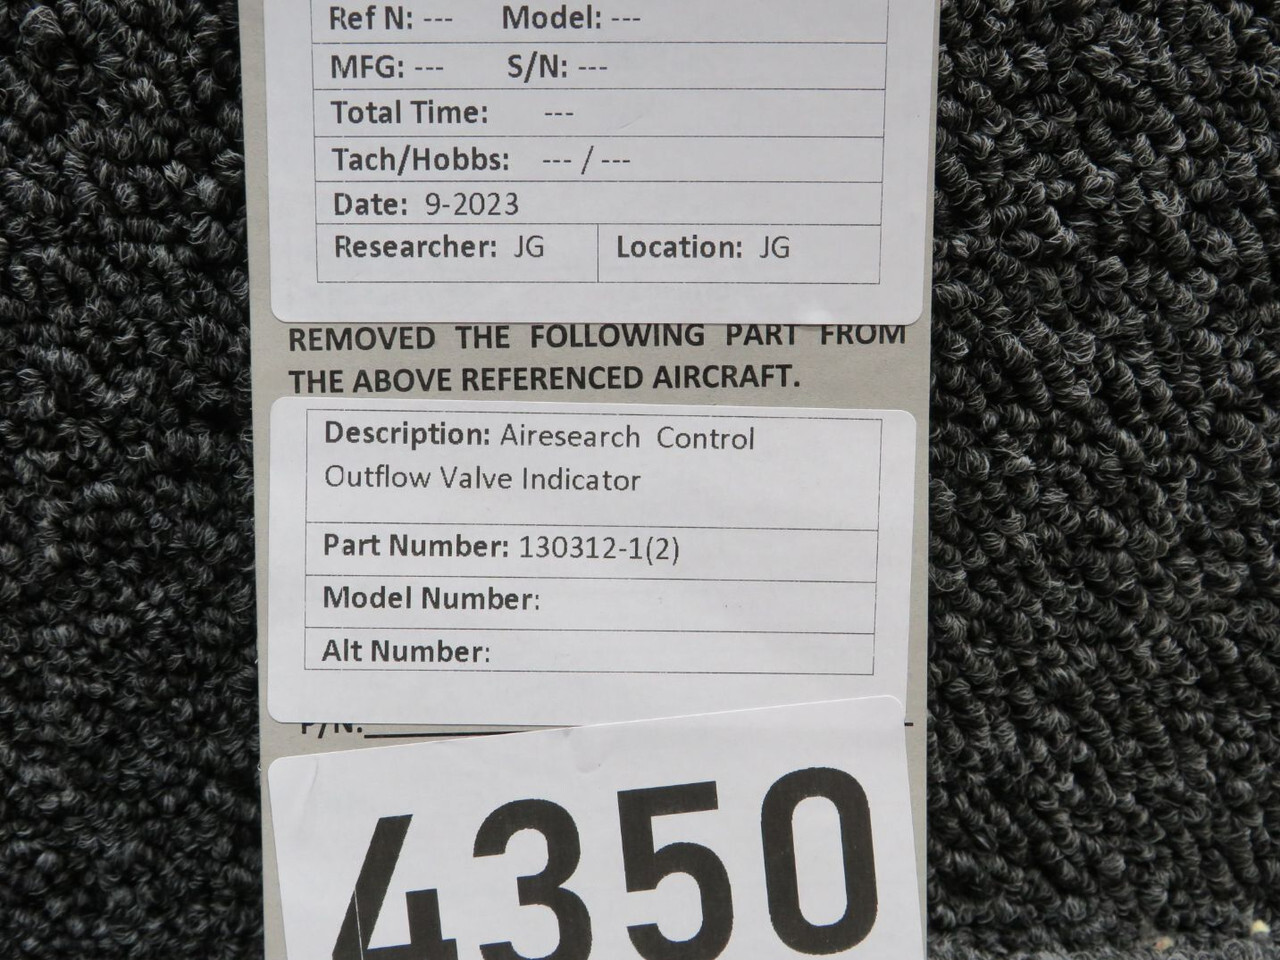 Ref N: --- Model: ---
MFG: --- S/N: ---
Total Time: ---
Tach/Hobbs: --- / ---
Date: 9-2023
Researcher: JG Location: JG
REMOVED THE FOLLOWING PART FROM
THE ABOVE REFERENCED AIRCRAFT.
Description: Airesearch Control
Outflow Valve Indicator
Part Number: 130312-1(2)
Model Number:
Alt Number:
P/N:
4350